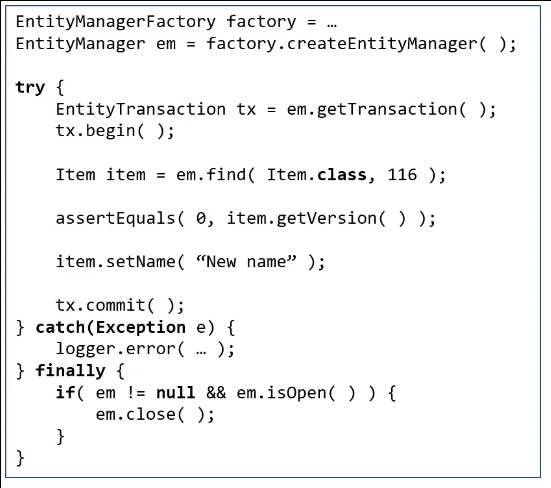 EntityManagerFactory factory = …
EntityManager em = factory.createEntityManager( );
try {
EntityTransaction tx = em.getTransaction( );
tx.begin( );
Item item = em.find( Item.class, 116 );
assertEquals( 0, item.getVersion( ) );
item.setName( “New name” );
tx.commit( );
} catch(Exception e) {
logger.error( … );
} finally {
if( em != null && em.isOpen( ) ) {
em.close( );
}
}